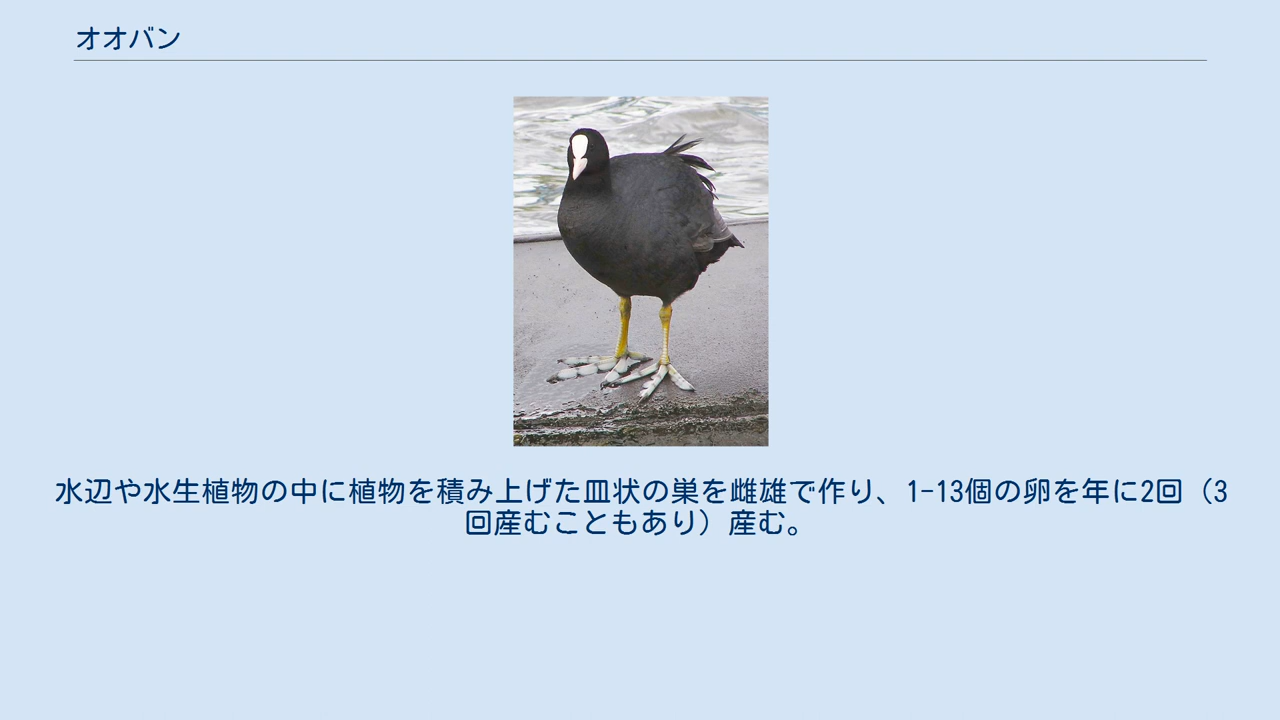 オオバン
水辺や水生植物の中に植物を積み上げた皿状の巣を雌雄で作り、1-13個の卵を年に2回（3
回産むこともあり）産む。